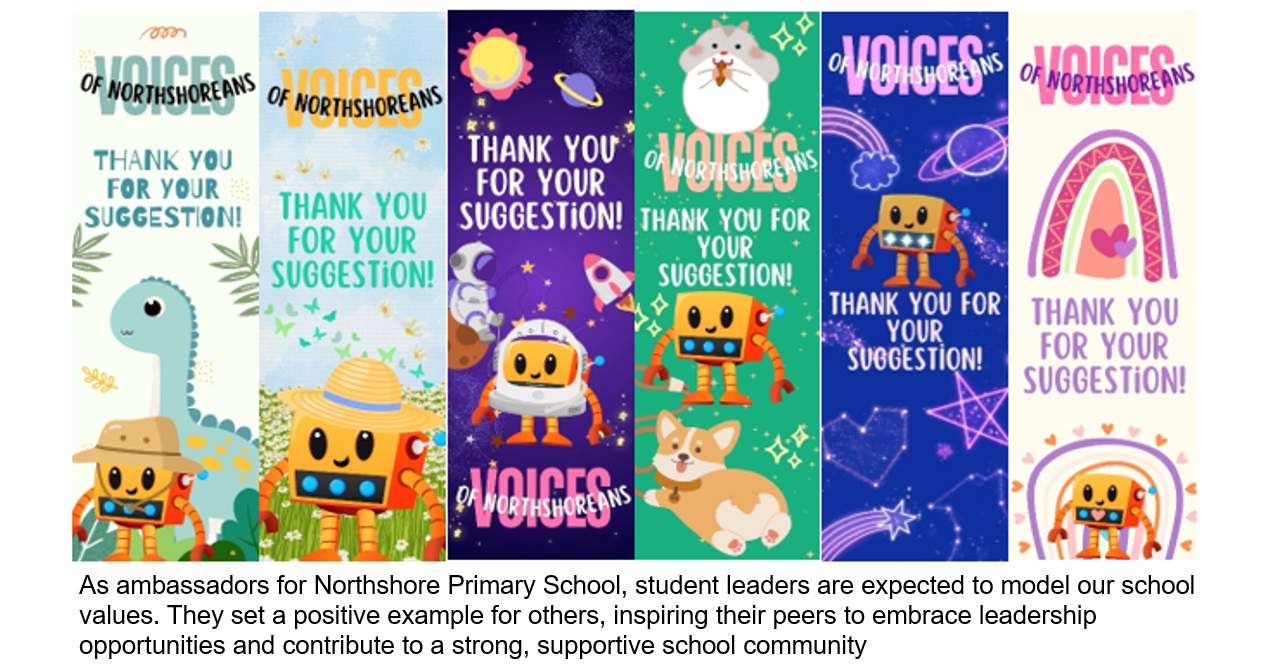 VOICES
OF NORTHSHOREANS
THANK YOU
FOR YOUR
SUGGESTION!
VOICES
OF NORTHSHOREANS
THANK YOU
FOR YOUR
SUGGESTION!
THANK YOU
FOR YOUR
SUGGESTION!
VOICES
OF NORTHSHOREANS
VOICES
OF NORTHSHOREANS
THANK YOU FOR
YOUR
SUGGESTION!
VOICES
OF NORTHSHOREANS
THANK YOU FOR
YOUR
SUGGESTION!
VOICES
OF NORTHSHOREANS
THANK YOU
FOR YOUR
SUGGESTION!
As ambassadors for Northshore Primary School, student leaders are expected to model our school
values. They set a positive example for others, inspiring their peers to embrace leadership
opportunities and contribute to a strong, supportive school community